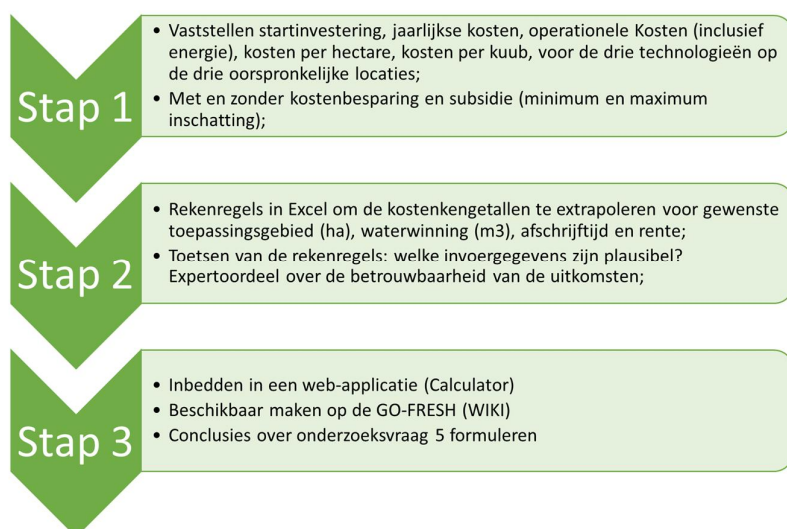 Stap 1
• Vaststellen startinvestering, jaarlijkse kosten, operationele Kosten (inclusief
energie), kosten per hectare, kosten per kuub, voor de drie technologieën op
de drie oorspronkelijke locaties;
• Met en zonder kostenbesparing en subsidie (minimum en maximum
inschatting);
Stap 2
• Rekenregels in Excel om de kostenkengetallen te extrapoleren voor gewenste
toepassingsgebied (ha), waterwinning (m3), afschrijftijd en rente;
• Toetsen van de rekenregels: welke invoergegevens zijn plausibel?
Expertoordeel over de betrouwbaarheid van de uitkomsten;
Stap 3
• Inbedden in een web-applicatie (Calculator)
• Beschikbaar maken op de GO-FRESH (WIKI)
• Conclusies over onderzoeksvraag 5 formuleren